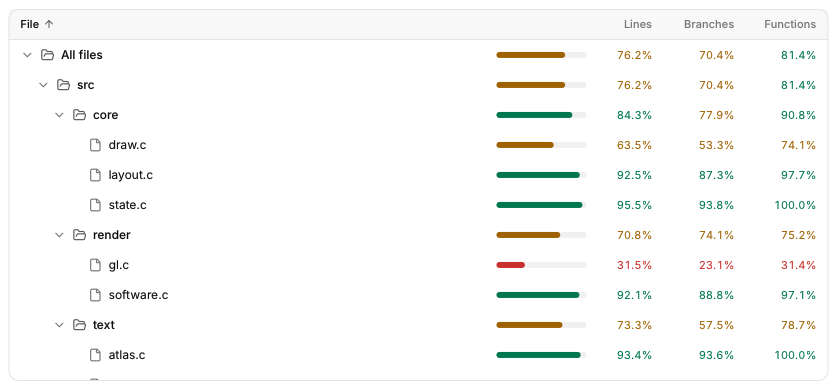 File ↑ Lines Branches Functions
All files 76.2% 70.4% 81.4%
src 76.2% 70.4% 81.4%
core 84.3% 77.9% 90.8%
draw.c 63.5% 53.3% 74.1%
layout.c 92.5% 87.3% 97.7%
state.c 95.5% 93.8% 100.0%
render 70.8% 74.1% 75.2%
gl.c 31.5% 23.1% 31.4%
software.c 92.1% 88.8% 97.1%
text 73.3% 57.5% 78.7%
atlas.c 93.4% 93.6% 100.0%